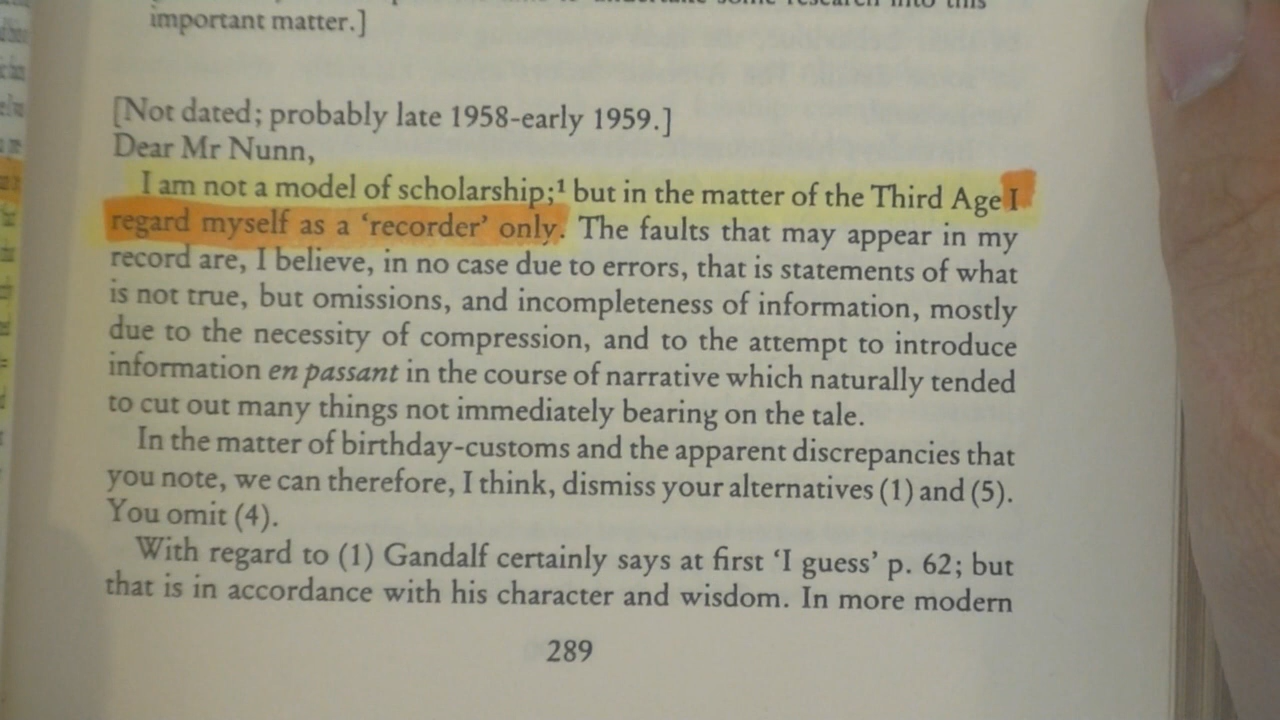 important matter.]
[Not dated; probably late 1958-early 1959.]
Dear Mr Nunn,
I am not a model of scholarship;¹ but in the matter of the Third Age I
regard myself as a ‘recorder’ only. The faults that may appear in my
record are, I believe, in no case due to errors, that is statements of what
is not true, but omissions, and incompleteness of information, mostly
due to the necessity of compression, and to the attempt to introduce
information en passant in the course of narrative which naturally tended
to cut out many things not immediately bearing on the tale.
In the matter of birthday-customs and the apparent discrepancies that
you note, we can therefore, I think, dismiss your alternatives (1) and (5).
You omit (4).
With regard to (1) Gandalf certainly says at first ‘I guess’ p. 62; but
that is in accordance with his character and wisdom. In more modern
289